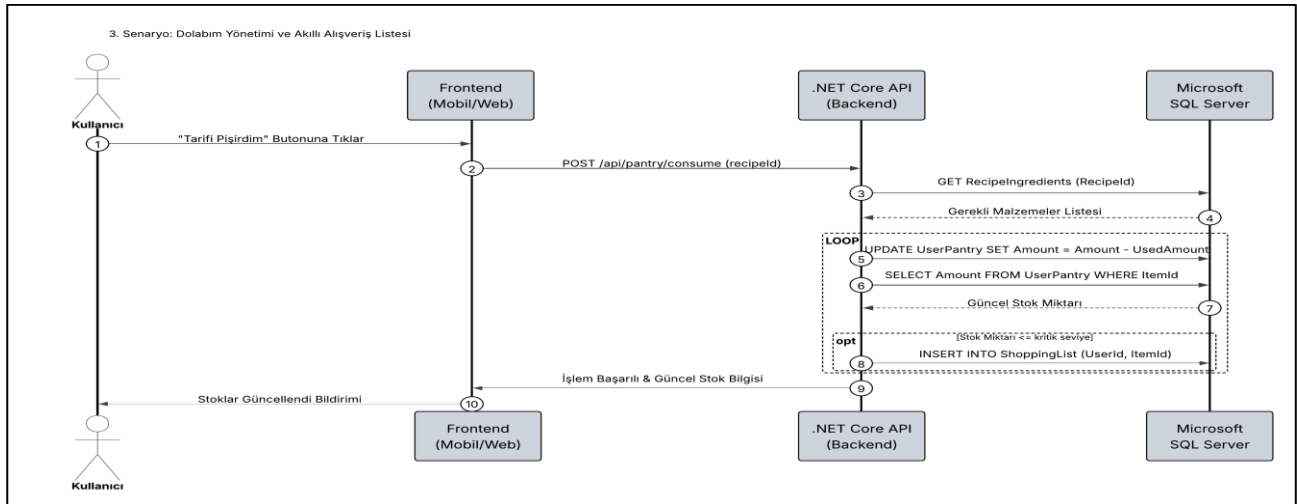 3. Senaryo: Dolabım Yönetimi ve Akıllı Alışveriş Listesi
Frontend
(Mobil/Web)
.NET Core API
(Backend)
Microsoft
SQL Server
Kullanıcı
1
"Tarifi Pişirdim" Butonuna Tıklar
2
POST /api/pantry/consume (recipeId)
3
GET RecipeIngredients (RecipeId)
Gerekli Malzemeler Listesi
4
LOOP
UPDATE UserPantry SET Amount = Amount - UsedAmount
5
SELECT Amount FROM UserPantry WHERE ItemId
6
Güncel Stok Miktarı
7
opt
[Stok Miktarı <= kritik seviye]
INSERT INTO ShoppingList (UserId, ItemId)
8
İşlem Başarılı & Güncel Stok Bilgisi
9
Stoklar Güncellendi Bildirimi
10
Frontend
(Mobil/Web)
.NET Core API
(Backend)
Microsoft
SQL Server
Kullanıcı